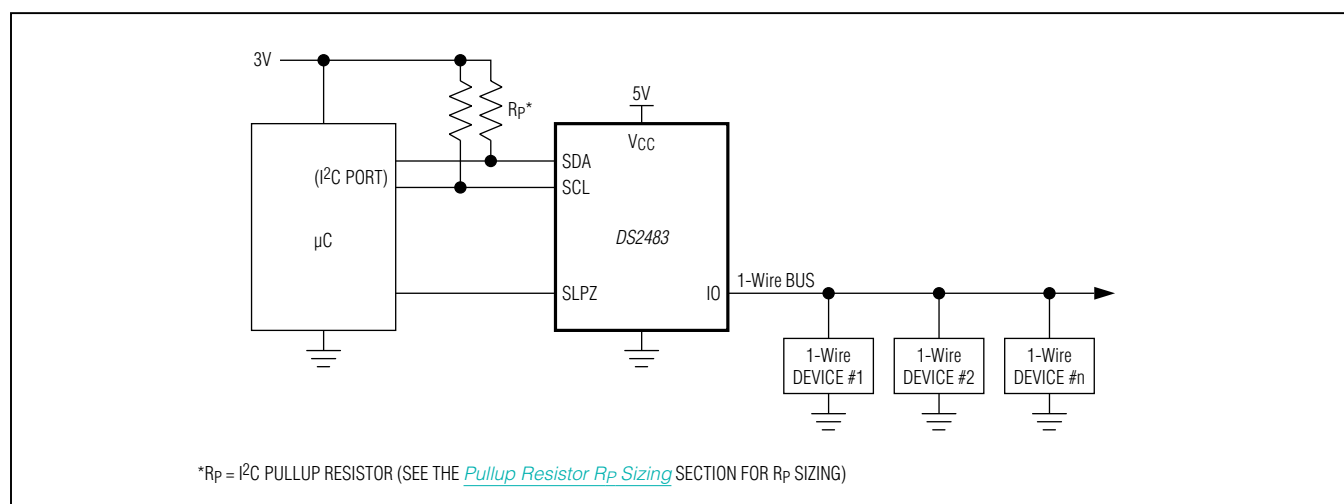 3V
RP*
5V
VCC
(I2C PORT)
SDA
SCL
µC
DS2483
SLPZ
IO
1-Wire BUS
1-Wire
DEVICE #1
1-Wire
DEVICE #2
1-Wire
DEVICE #n
*RP = I2C PULLUP RESISTOR (SEE THE Pullup Resistor RP Sizing SECTION FOR RP SIZING)